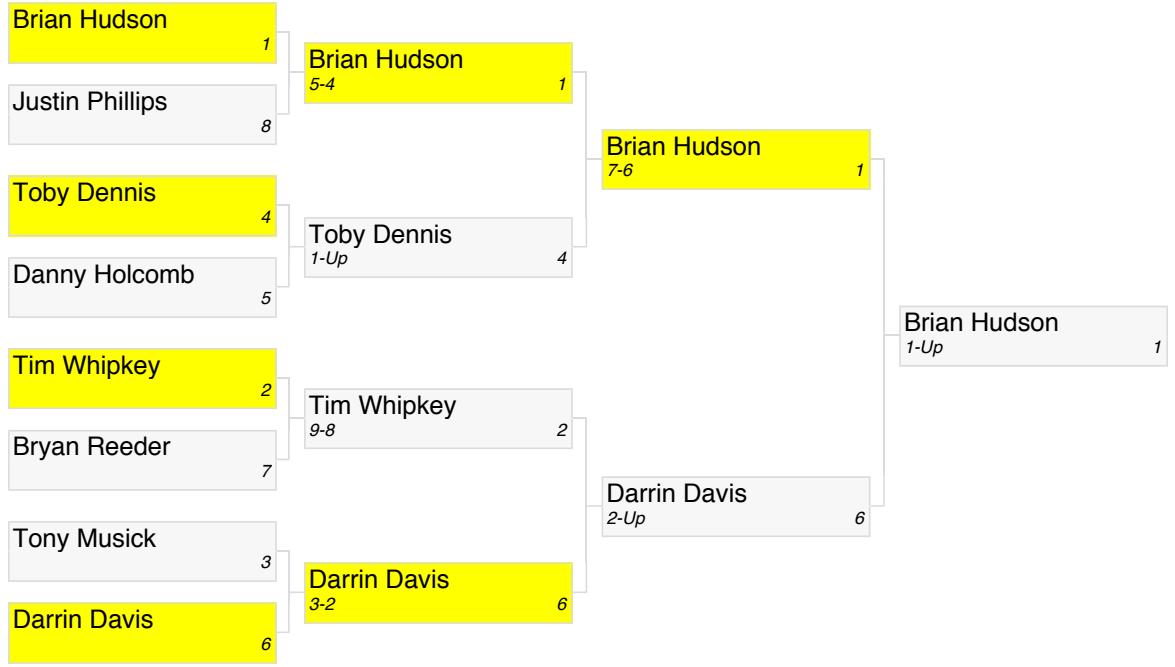 Brian Hudson
1
Justin Phillips
8
Toby Dennis
4
Danny Holcomb
5
Tim Whipkey
2
Bryan Reeder
7
Tony Musick
3
Darrin Davis
6
Brian Hudson
5-4 1
Toby Dennis
1-Up 4
Tim Whipkey
9-8 2
Darrin Davis
3-2 6
Brian Hudson
7-6 1
Darrin Davis
2-Up 6
Brian Hudson
1-Up 1